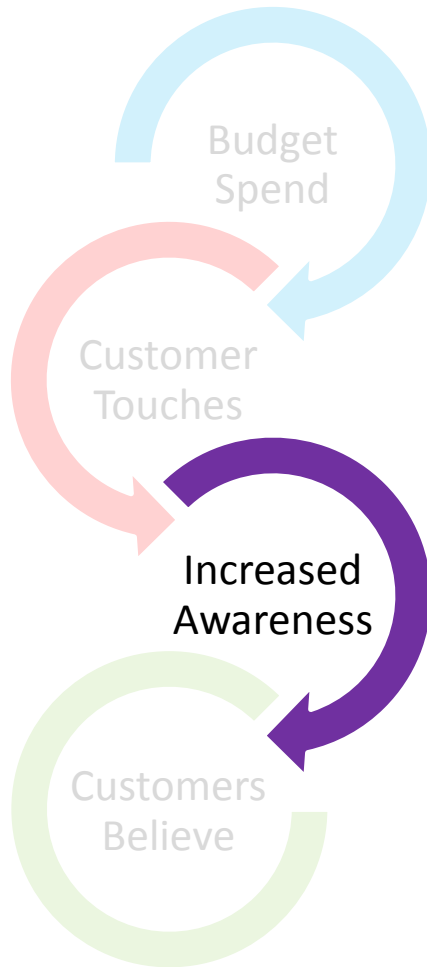 Budget
Spend
Customer
Touches
Increased
Awareness
Customers
Believe